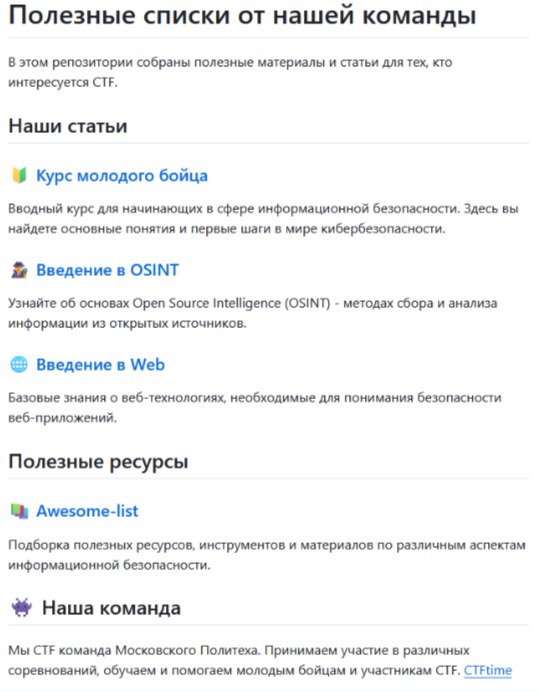 Полезные списки от нашей команды
В этом репозитории собраны полезные материалы и статьи для тех, кто
интересуется CTF.
Наши статьи
Курс молодого бойца
Вводный курс для начинающих в сфере информационной безопасности. Здесь вы
найдете основные понятия и первые шаги в мире кибербезопасности.
Введение в OSINT
Узнайте об основах Open Source Intelligence (OSINT) - методах сбора и анализа
информации из открытых источников.
Введение в Web
Базовые знания о веб-технологиях, необходимые для понимания безопасности
веб-приложений.
Полезные ресурсы
Awesome-list
Подборка полезных ресурсов, инструментов и материалов по различным аспектам
информационной безопасности.
Наша команда
Мы CTF команда Московского Политеха. Принимаем участие в различных
соревнований, обучаем и помогаем молодым бойцам и участникам CTF. CTFtime